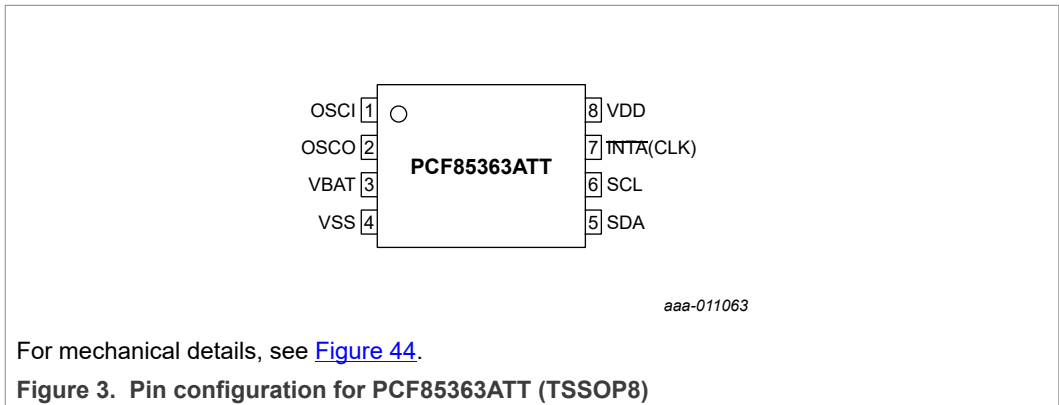 OSCI 1 8 VDD
OSCO 2 7 INTA(CLK)
PCF85363ATT
VBAT 3 6 SCL
VSS 4 5 SDA
aaa-011063
For mechanical details, see Figure 44.
Figure 3. Pin configuration for PCF85363ATT (TSSOP8)